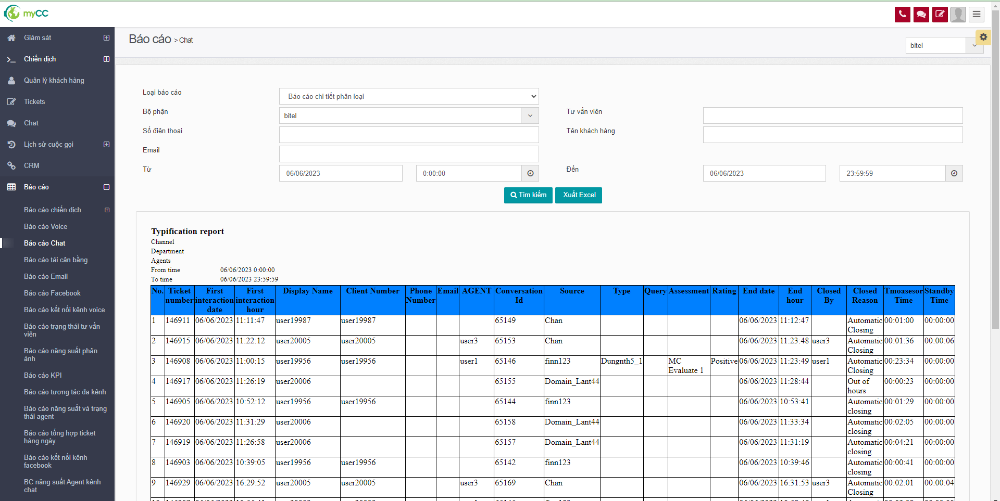 myCC
Giám sát
Chiến dịch
Quản lý khách hàng
Tickets
Chat
Lịch sử cuộc gọi
CRM
Báo cáo
Báo cáo chiến dịch
Báo cáo Voice
Báo cáo Chat
Báo cáo tái cân bằng
Báo cáo Email
Báo cáo Facebook
Báo cáo kết nối kênh voice
Báo cáo trạng thái tư vấn
viên
Báo cáo năng suất phản
ánh
Báo cáo KPI
Báo cáo tương tác đa kênh
Báo cáo năng suất và trạng
thái agent
Báo cáo tổng hợp ticket
hàng ngày
Báo cáo kết nối kênh
facebook
BC năng suất Agent kênh
chat
Báo cáo > Chat
bitel
Loại báo cáo Báo cáo chi tiết phân loại
Bộ phận bitel Tư vấn viên
Số điện thoại Tên khách hàng
Email
Từ 06/06/2023 0:00:00 Đến 06/06/2023 23:59:59
Tìm kiếm Xuất Excel
Typification report
Channel
Department
Agents
From time 06/06/2023 0:00:00
To time 06/06/2023 23:59:59
No. Ticket number First interaction date First interaction hour Display Name Client Number Phone Number Email AGENT Conversation Id Source Type Query Assessment Rating End date End hour Closed By Closed Reason Tmoasesor Time Standby Time
1 146911 06/06/2023 11:11:47 user19987 user19987 65149 Chan 06/06/2023 11:12:47 Automatic Closing 00:01:00 00:00:00
2 146915 06/06/2023 11:22:12 user20005 user20005 user3 65153 Chan 06/06/2023 11:23:48 user3 Automatic Closing 00:01:36 00:00:06
3 146908 06/06/2023 11:00:15 user19956 user19956 user1 65146 finn123 Dungnth5_1 MC Evaluate 1 Positive 06/06/2023 11:23:49 user1 Automatic Closing 00:23:34 00:00:00
4 146917 06/06/2023 11:26:19 user20006 65155 Domain_Lant44 06/06/2023 11:28:44 Out of hours 00:00:23 00:00:00
5 146905 06/06/2023 10:52:12 user19956 user19956 65144 finn123 06/06/2023 10:53:41 Automatic closing 00:01:29 00:00:00
6 146920 06/06/2023 11:31:29 user20006 65158 Domain_Lant44 06/06/2023 11:33:34 Automatic closing 00:02:05 00:00:00
7 146919 06/06/2023 11:26:58 user20006 65157 Domain_Lant44 06/06/2023 11:31:19 Automatic closing 00:04:21 00:00:00
8 146903 06/06/2023 10:39:05 user19956 user19956 65142 finn123 06/06/2023 10:39:46 Automatic closing 00:00:41 00:00:00
9 146929 06/06/2023 16:29:52 user20005 user20005 user3 65169 Chan 06/06/2023 16:31:53 user3 Automatic Closing 00:02:01 00:00:04